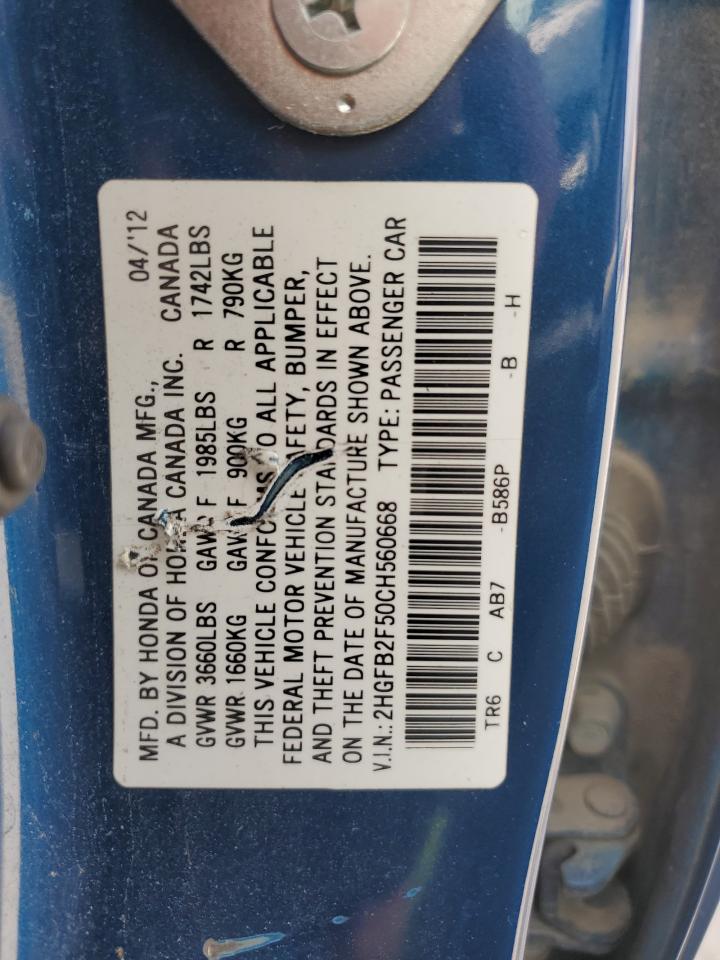 MFD. BY HONDA OF CANADA MFG., 04/'12
A DIVISION OF HONDA CANADA INC. CANADA
GVWR 3660LBS GAWR F 1985LBS R 1742LBS
GVWR 1660KG GAWR F 900KG R 790KG
THIS VEHICLE CONFORMS TO ALL APPLICABLE
FEDERAL MOTOR VEHICLE SAFETY, BUMPER,
AND THEFT PREVENTION STANDARDS IN EFFECT
ON THE DATE OF MANUFACTURE SHOWN ABOVE.
V.I.N.: 2HGFB2F50CH560668 TYPE: PASSENGER CAR
TR6 C AB7 -B586P -B -H